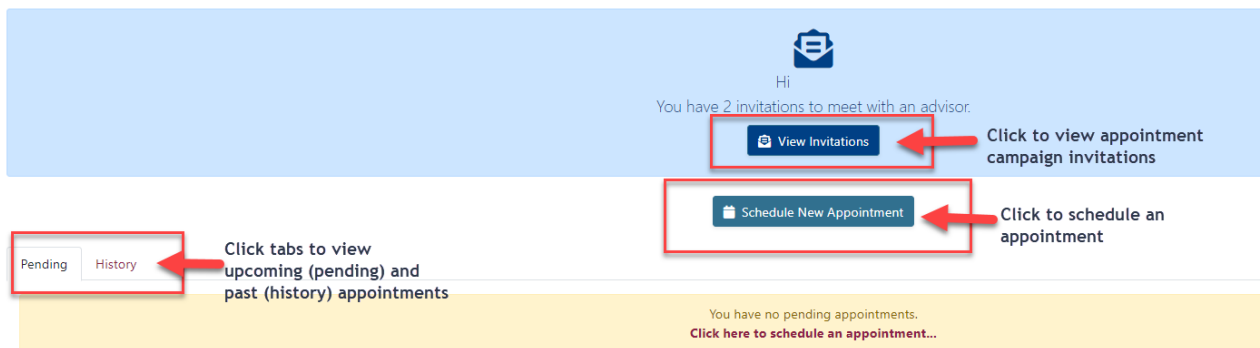 Hi
You have 2 invitations to meet with an advisor.
View Invitations
Click to view appointment
campaign invitations
Schedule New Appointment
Click to schedule an
appointment
Pending
History
Click tabs to view
upcoming (pending) and
past (history) appointments
You have no pending appointments.
Click here to schedule an appointment...